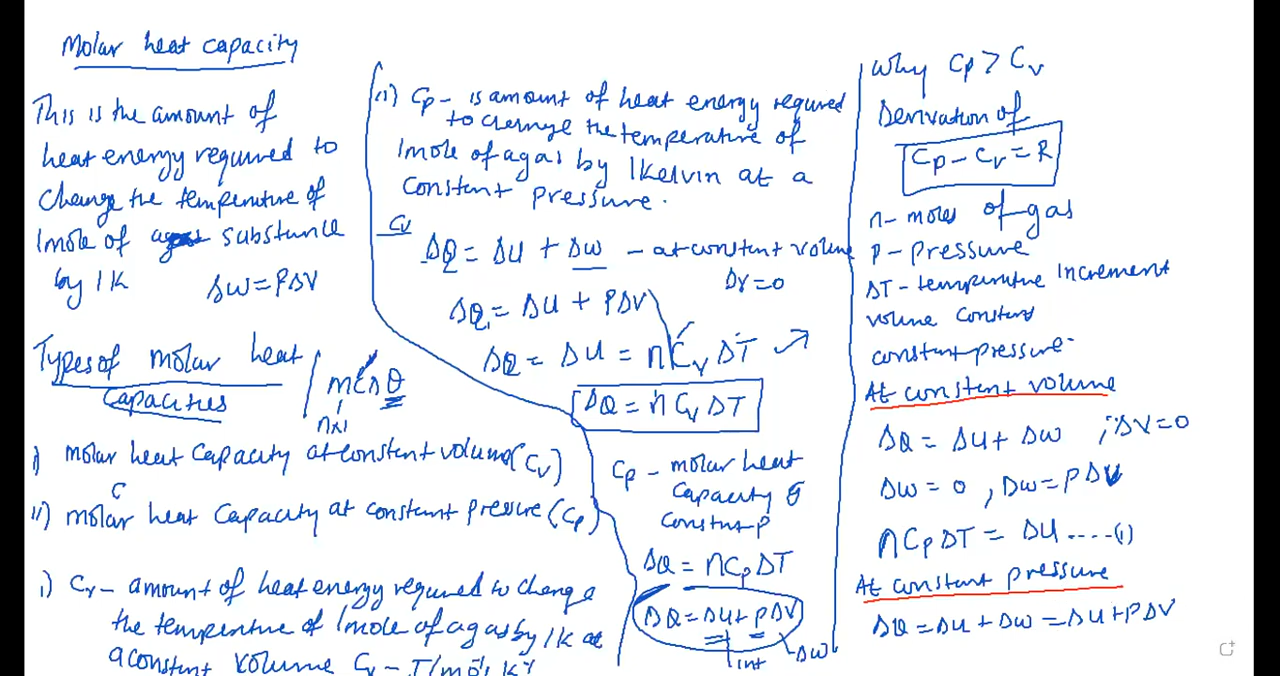 Molar heat capacity
This is the amount of
heat energy required to
change the temperature of
1mole of substance
by 1K ΔW=PΔV
Types of molar heat
Capacities
mcΔθ
n×1
i) molar heat capacity at constant volume (Cv)
C
ii) molar heat capacity at constant pressure (Cp)
i) Cv- amount of heat energy required to change
the temperture of 1mole of a gas by 1K at
a constant volume Cv - J/mol⁻¹ K⁻¹
(ii) Cp- is amount of heat energy required
to change the temperature of
1mole of a gas by 1Kelvin at a
constant pressure.
Cv
ΔQ = ΔU + ΔW - at constant volume
ΔV=0
ΔQ = ΔU + PΔV
ΔQ = ΔU = nCvΔT
ΔQ = nCvΔT
Cp - molar heat
Capacity
constant P
ΔQ = nCpΔT
ΔQ = ΔU + PΔV
int ΔW
Why Cp > Cv
Derivation of
Cp - Cv = R
n- moles of gas
P - pressure
ΔT - temperature increment
volume constant
constant pressure
At constant volume
ΔQ = ΔU + ΔW ; ΔV=0
ΔW = 0 , ΔW = PΔV
nCpΔT = ΔU ....(1)
At constant pressure
ΔQ = ΔU + ΔW = ΔU + PΔV